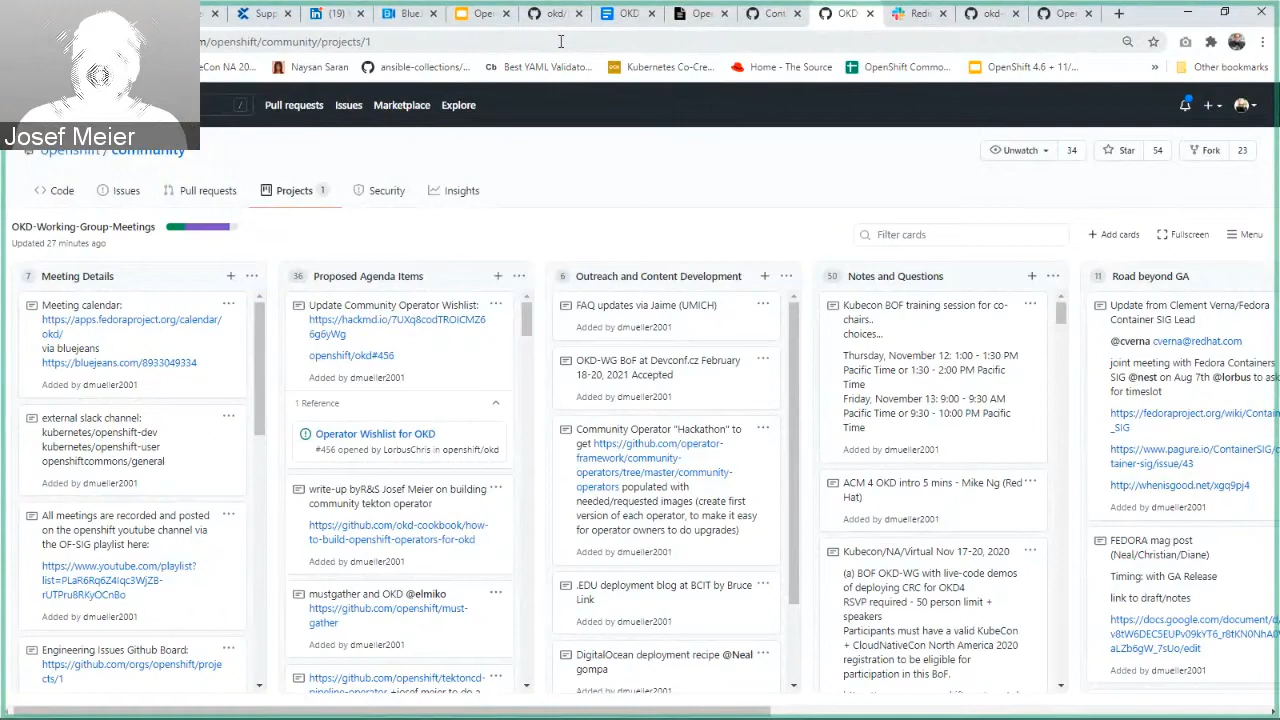 Supp
(19)
Blue
Oper
okd/
OKD
Oper
Cont
OKD
Redi
okd-
Oper
m/openshift/community/projects/1
eCon NA 20...
Naysan Saran
ansible-collections/...
Best YAML Validato...
Kubernetes Co-Cre...
Home - The Source
OpenShift Commo...
OpenShift 4.6 + 11/...
Other bookmarks
/
Pull requests
Issues
Marketplace
Explore
Josef Meier
openshift / community
Unwatch
34
Star
54
Fork
23
Code
Issues
Pull requests
Projects 1
Security
Insights
OKD-Working-Group-Meetings
Updated 27 minutes ago
Filter cards
+ Add cards
Fullscreen
Menu
7 Meeting Details
Meeting calendar:
https://apps.fedoraproject.org/calendar/
okd/
via bluejeans
https://bluejeans.com/8933049334
Added by dmueller2001
external slack channel:
kubernetes/openshift-dev
kubernetes/openshift-user
openshiftcommons/general
Added by dmueller2001
All meetings are recorded and posted
on the openshift youtube channel via
the OF-SIG playlist here:
https://www.youtube.com/playlist?
list=PLaR6Rq6Z4Iqc3WjZB-
rUTPru8RKyOCnBo
Added by dmueller2001
Engineering Issues Github Board:
https://github.com/orgs/openshift/proje
cts/1
36 Proposed Agenda Items
Update Community Operator Wishlist:
https://hackmd.io/7UXq8codTROiCMZ6
6g6yWg
openshift/okd#456
Added by dmueller2001
1 Reference
Operator Wishlist for OKD
#456 opened by LorbusChris in openshift/okd
write-up byR&S Josef Meier on building
community tekton operator
https://github.com/okd-cookbook/how-
to-build-openshift-operators-for-okd
Added by dmueller2001
mustgather and OKD @elmiko
https://github.com/openshift/must-
gather
Added by dmueller2001
https://github.com/openshift/tektoncd-
pipeline-operator +josef meier to do a
6 Outreach and Content Development
FAQ updates via Jaime (UMICH)
Added by dmueller2001
OKD-WG BoF at Devconf.cz February
18-20, 2021 Accepted
Added by dmueller2001
Community Operator "Hackathon" to
get https://github.com/operator-
framework/community-
operators/tree/master/community-
operators populated with
needed/requested images (create first
version of each operator, to make it easy
for operator owners to do upgrades)
Added by dmueller2001
.EDU deployment blog at BCIT by Bruce
Link
Added by dmueller2001
DigitalOcean deployment recipe @Neal
gompa
Added by dmueller2001
50 Notes and Questions
Kubecon BOF training session for co-
chairs..
choices...
Thursday, November 12: 1:00 - 1:30 PM
Pacific Time or 1:30 - 2:00 PM Pacific
Time
Friday, November 13: 9:00 - 9:30 AM
Pacific Time or 9:30 - 10:00 PM Pacific
Time
Added by dmueller2001
ACM 4 OKD intro 5 mins - Mike Ng (Red
Hat)
Added by dmueller2001
Kubecon/NA/Virtual Nov 17-20, 2020
(a) BOF OKD-WG with live-code demos
of deploying CRC for OKD4
RSVP required - 50 person limit +
speakers
Participants must have a valid KubeCon
+ CloudNativeCon North America 2020
registration to be eligible for
participation in this BoF.
11 Road beyond GA
Update from Clement Verna/Fedora
Container SIG Lead
@cverna cverna@redhat.com
joint meeting with Fedora Containers
SIG @nest on Aug 7th @lorbus to ask
for timeslot
https://fedoraproject.org/wiki/Contain
_SIG
https://www.pagure.io/ContainerSIG/c
tainer-sig/issue/43
http://whenisgood.net/xgq9pj4
Added by dmueller2001
FEDORA mag post
(Neal/Christian/Diane)
Timing: with GA Release
link to draft/notes
https://docs.google.com/document/d
Added by dmueller2001